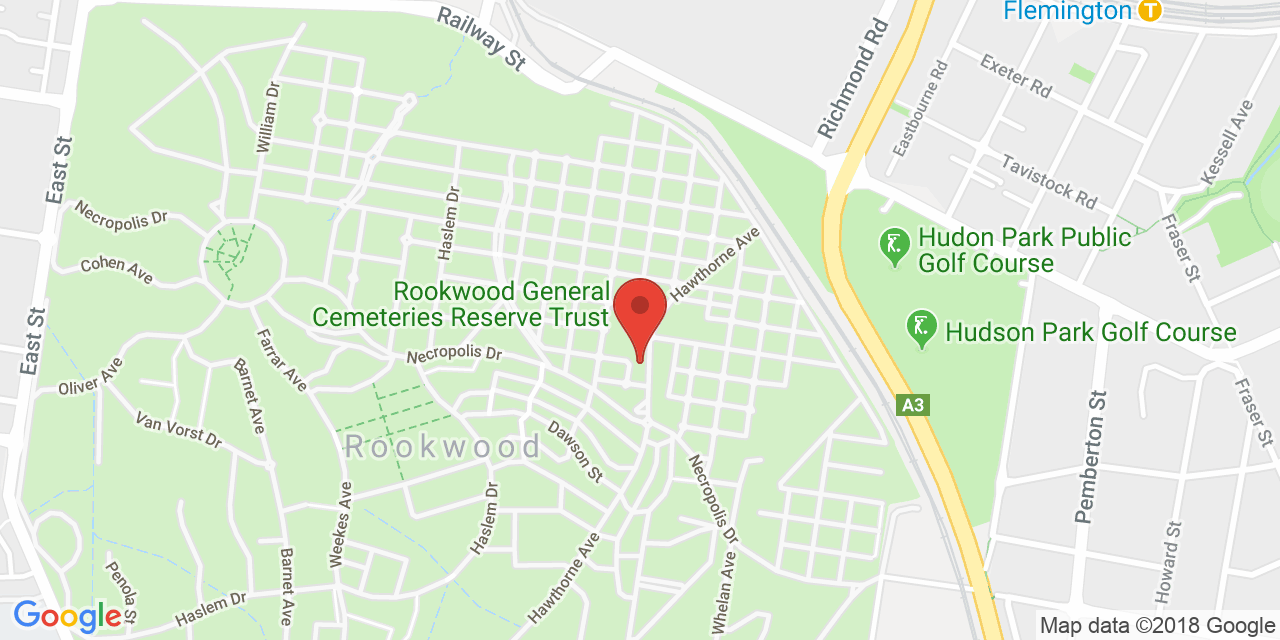 Flemington
T
Railway St
Richmond Rd
Exeter Rd
Eastbourne Rd
Kessell Ave
William Dr
East St
Tavistock Rd
Necropolis Dr
Haslem Dr
Fraser St
Hudon Park Public
Golf Course
Cohen Ave
Hawthorne Ave
Rookwood General
Cemeteries Reserve Trust
East St
Hudson Park Golf Course
Necropolis Dr
Farrar Ave
Oliver Ave
Barnet Ave
A3
Fraser St
Van Vorst Dr
Rookwood
Dawson St
Pemberton St
Necropolis Dr
Haslem Dr
Weekes Ave
Howard St
Hawthorne Ave
Barnet Ave
Whelan Ave
Penola St
Haslem Dr
Google
Map data ©2018 Google